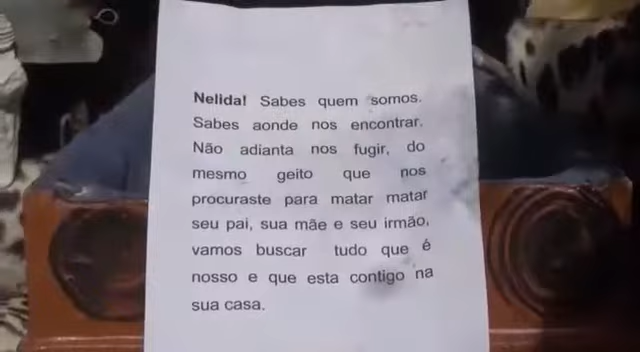 Nelida! Sabes quem somos.
Sabes aonde nos encontrar.
Não adianta nos fugir, do
mesmo geito que nos
procuraste para matar matar
seu pai, sua mãe e seu irmão,
vamos buscar tudo que é
nosso e que esta contigo na
sua casa.